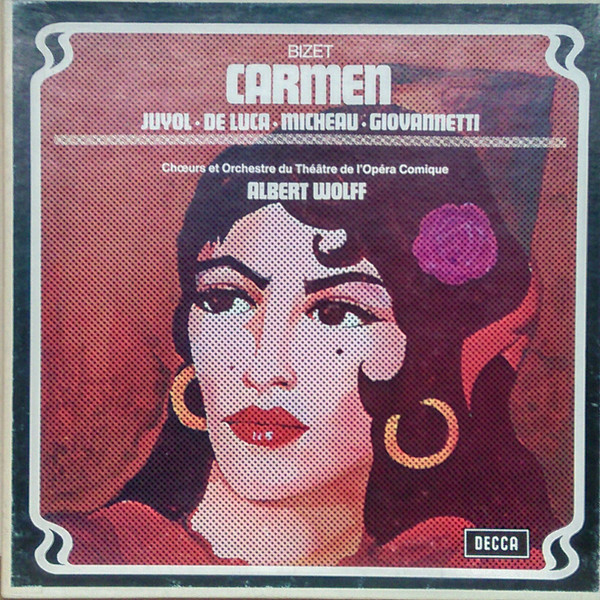 BIZET
CARMEN
JUYOL · DE LUCA · MICHEAU · GIOVANNETTI
Chœurs et Orchestre du Théâtre de l'Opéra Comique
ALBERT WOLFF
DECCA